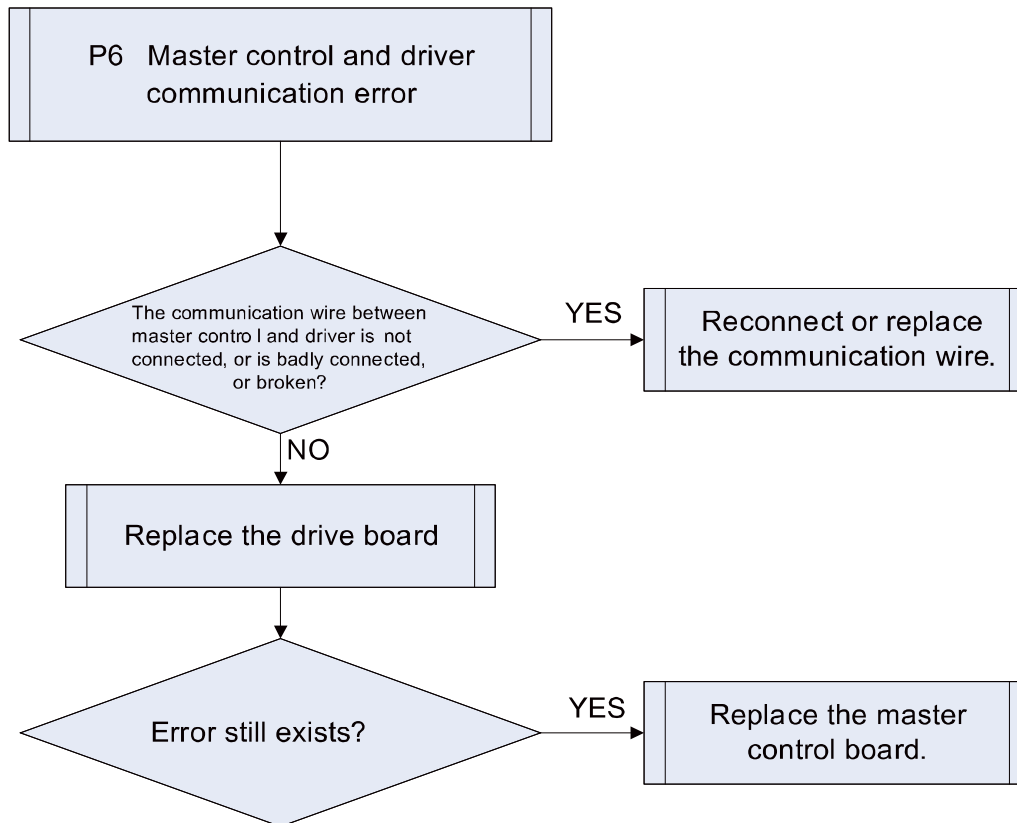 P6 Master control and driver
communication error
The communication wire between
master control and driver is not
connected, or is badly connected,
or broken?
YES
Reconnect or replace
the communication wire.
NO
Replace the drive board
Error still exists?
YES
Replace the master
control board.